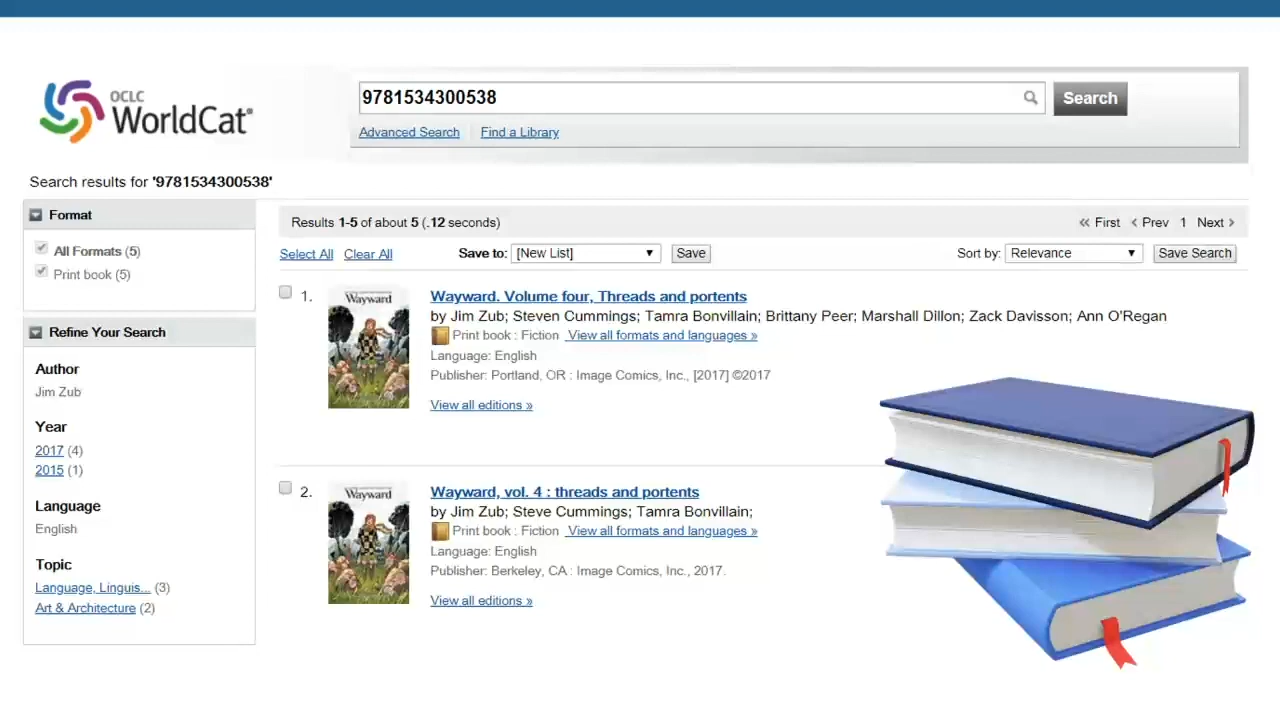 OCLC
WorldCat®
9781534300538
Search
Advanced Search
Find a Library
Search results for '9781534300538'
Format
All Formats (5)
Print book (5)
Refine Your Search
Author
Jim Zub
Year
2017 (4)
2015 (1)
Language
English
Topic
Language, Linguis... (3)
Art & Architecture (2)
Results 1-5 of about 5 (.12 seconds)
« First ‹ Prev 1 Next ›
Select All Clear All Save to: [New List] Save Sort by: Relevance Save Search
1.
Wayward
Wayward. Volume four, Threads and portents
by Jim Zub; Steven Cummings; Tamra Bonvillain; Brittany Peer; Marshall Dillon; Zack Davisson; Ann O'Regan
Print book : Fiction View all formats and languages »
Language: English
Publisher: Portland, OR : Image Comics, Inc., [2017] ©2017
View all editions »
2.
Wayward
Wayward, vol. 4 : threads and portents
by Jim Zub; Steve Cummings; Tamra Bonvillain;
Print book : Fiction View all formats and languages »
Language: English
Publisher: Berkeley, CA : Image Comics, Inc., 2017.
View all editions »